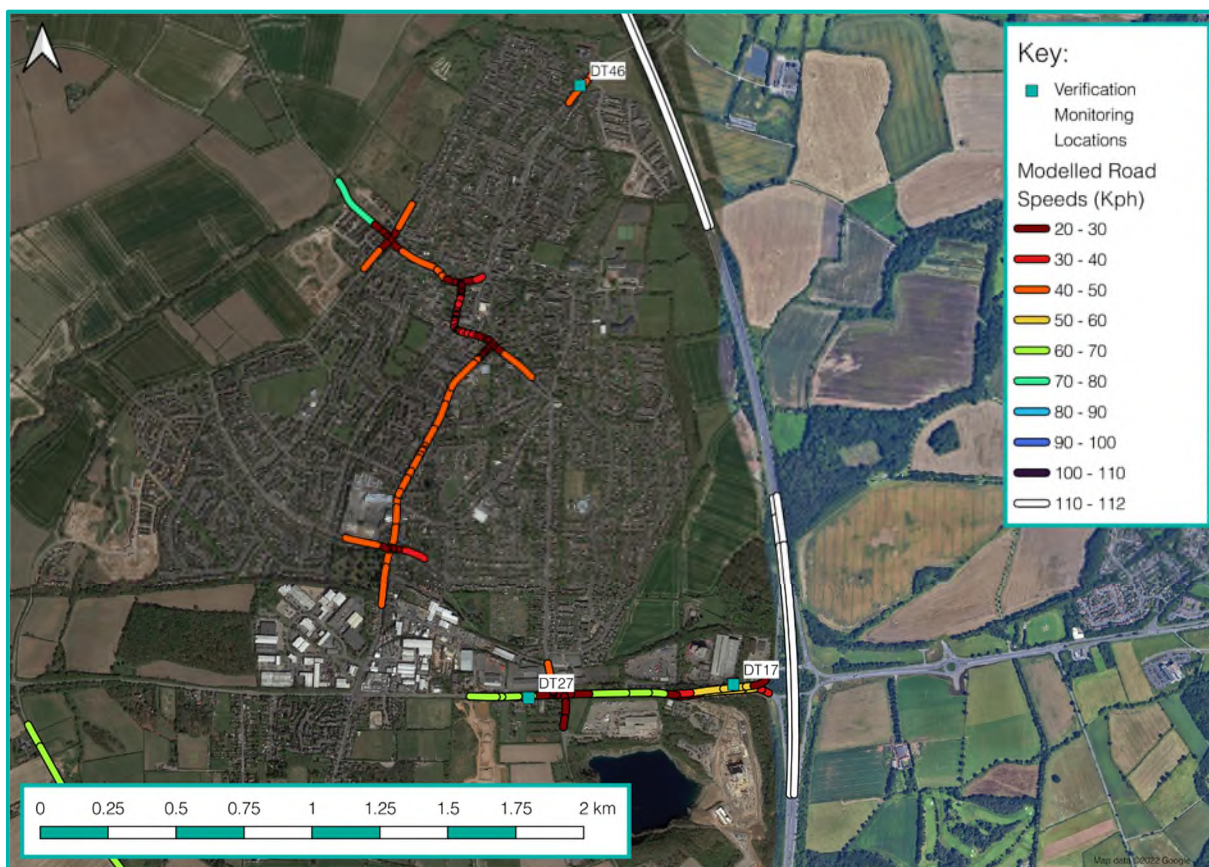 DT46
DT27
DT17
Key:
Verification
Monitoring
Locations
Modelled Road
Speeds (Kph)
20 - 30
30 - 40
40 - 50
50 - 60
60 - 70
70 - 80
80 - 90
90 - 100
100 - 110
110 - 112
0 0.25 0.5 0.75 1 1.25 1.5 1.75 2 km
Map data ©2022 Google